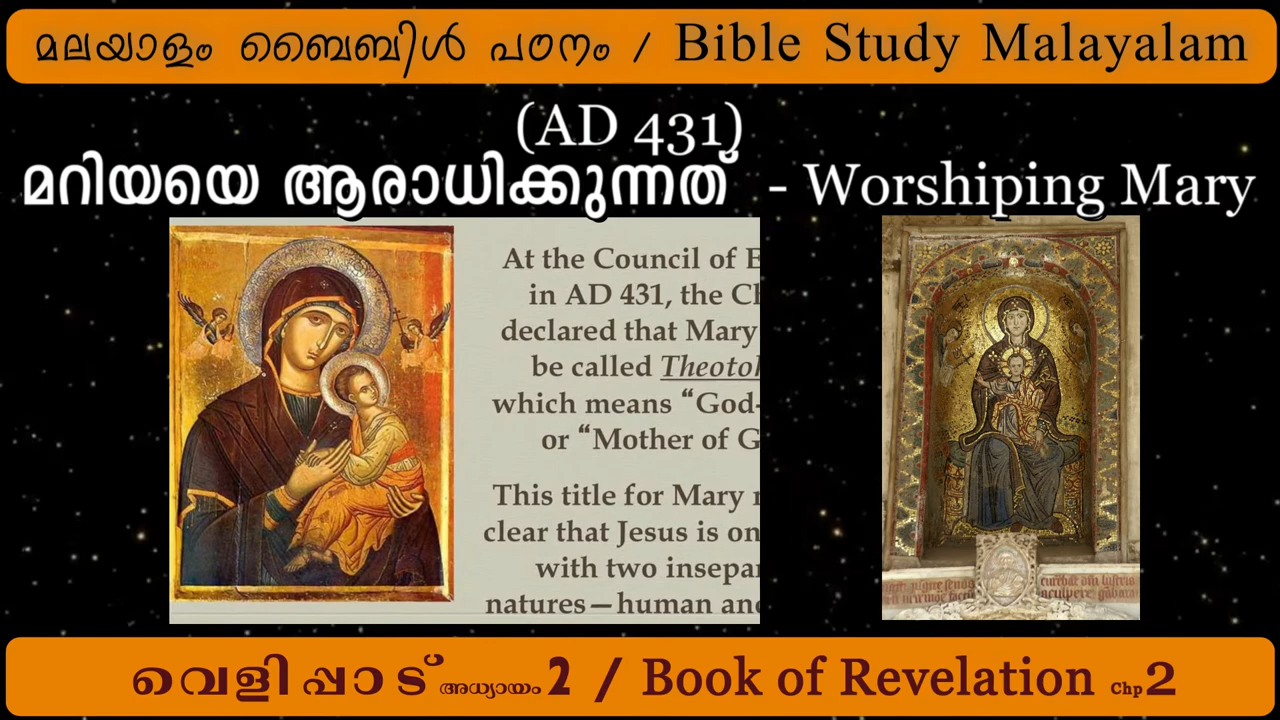 മലയാളം ബൈബിൾ പഠനം / Bible Study Malayalam
(AD 431)
മറിയയെ ആരാധിക്കുന്നത് - Worshiping Mary
At the Council of E
in AD 431, the Ch
declared that Mary
be called Theotok
which means “God-
or “Mother of G
This title for Mary
clear that Jesus is on
with two insepar
natures—human and
വെളിപ്പാട് അധ്യായം 2 / Book of Revelation Chp 2